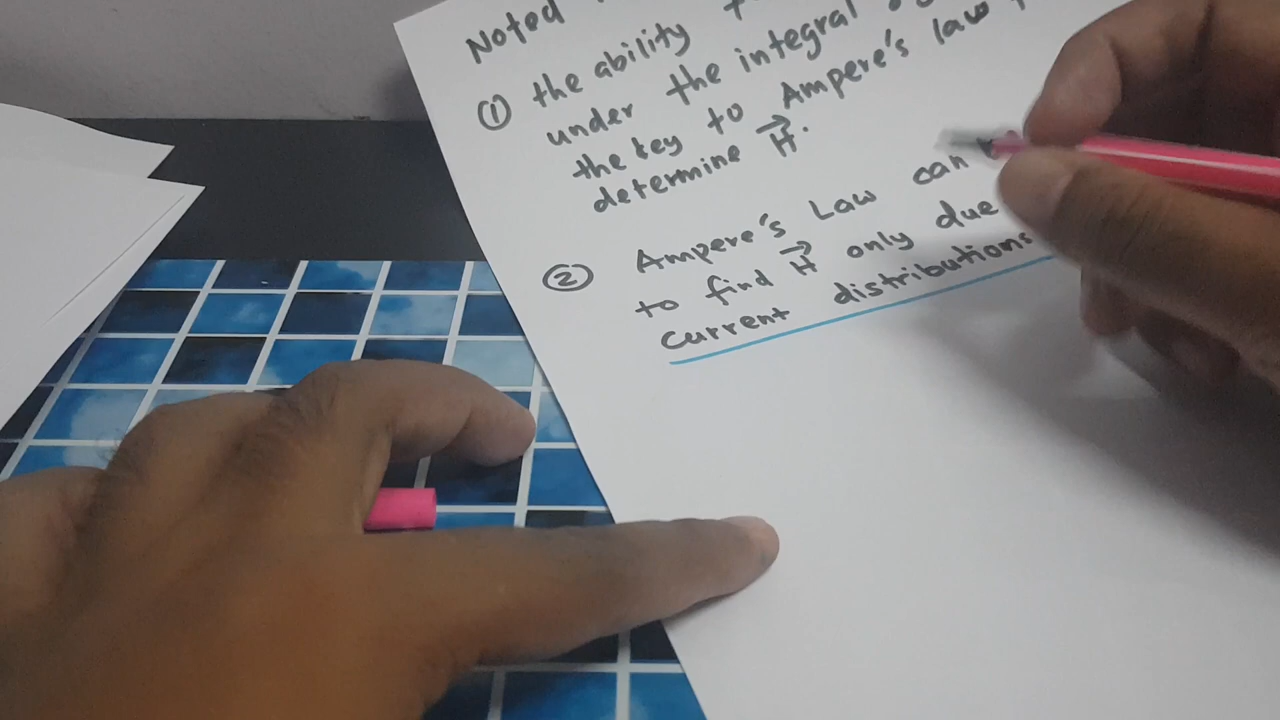 Noted
① the ability
under the integral
the key to Ampere's law
determine H⃗.
② Ampere's Law can
to find H⃗ only due
current distributions